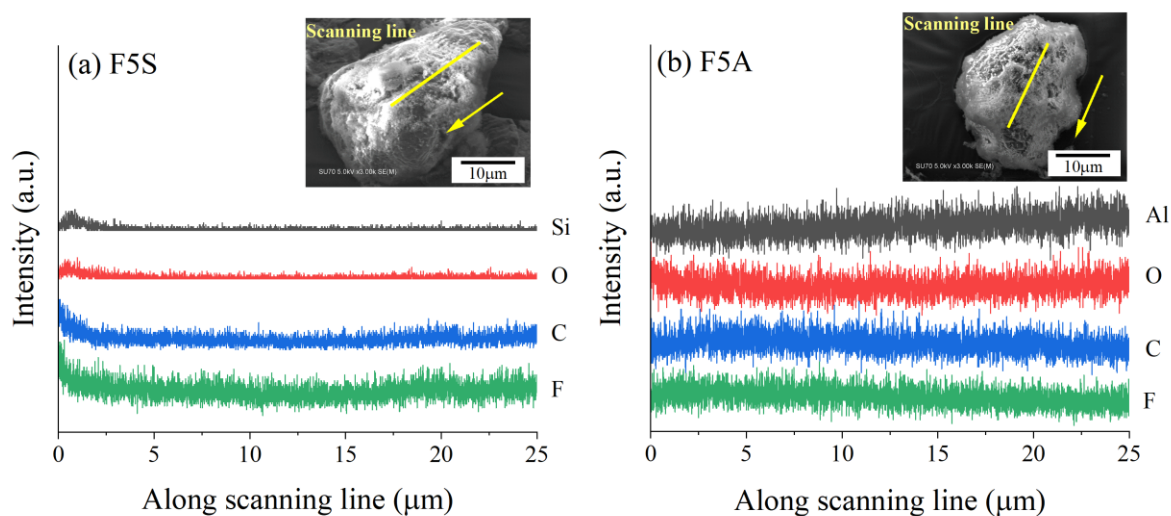 (a) F5S
Scanning line
SU70 5.0kV x3.00k SE(M)
10μm
Si
O
C
F
Intensity (a.u.)
0 5 10 15 20 25
Along scanning line (μm)
(b) F5A
Scanning line
SU70 5.0kV x3.00k SE(M)
10μm
Al
O
C
F
Intensity (a.u.)
0 5 10 15 20 25
Along scanning line (μm)